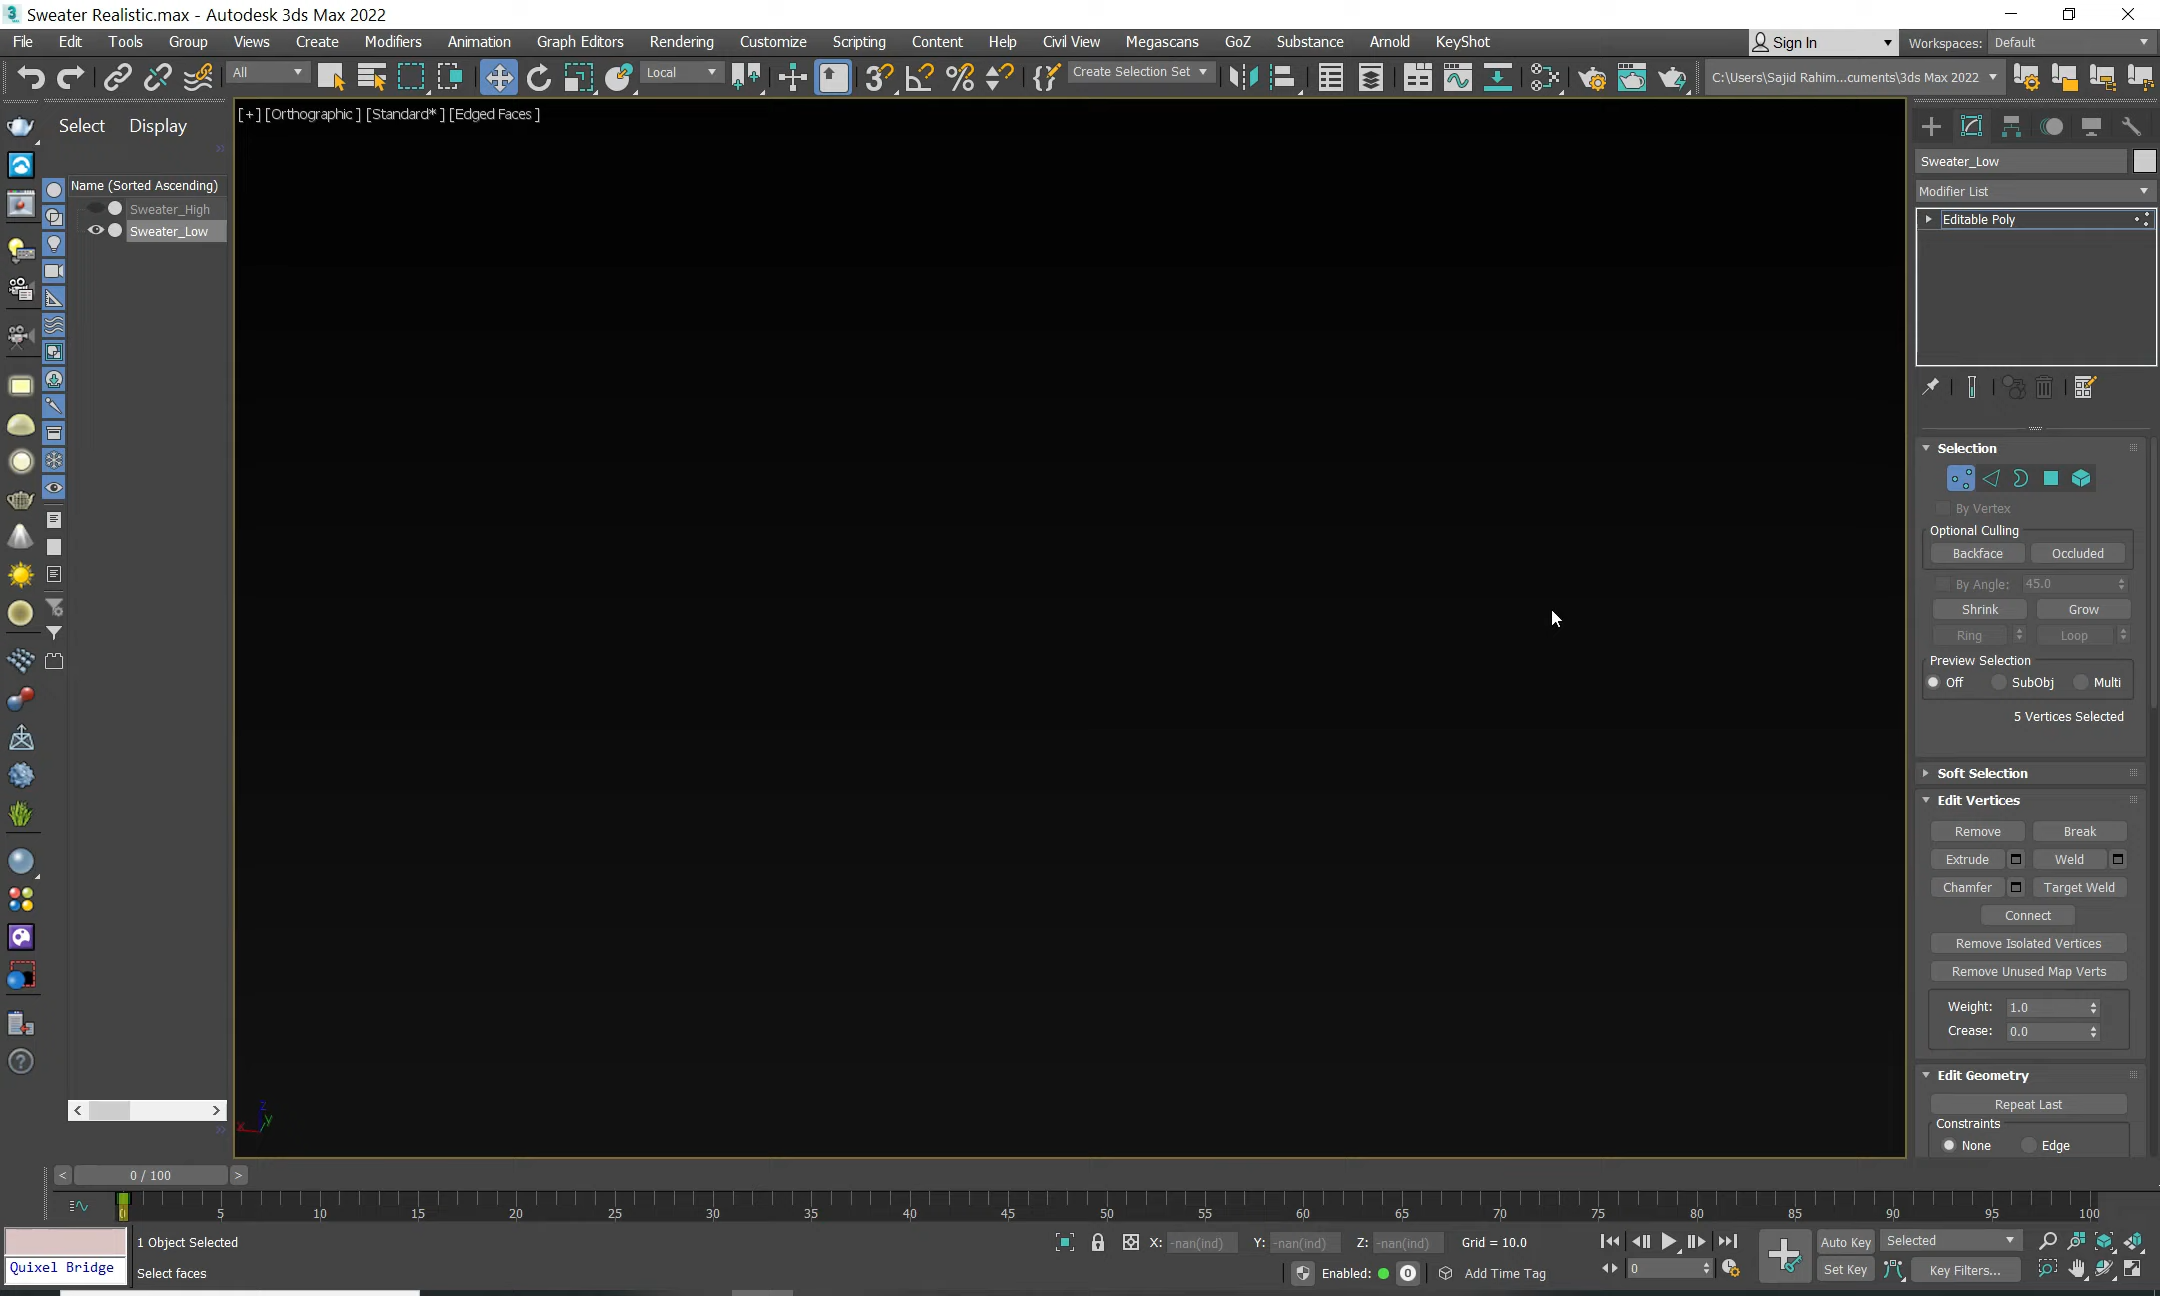 Sweater Realistic.max - Autodesk 3ds Max 2022
File Edit Tools Group Views Create Modifiers Animation Graph Editors Rendering Customize Scripting Content Help Civil View Megascans GoZ Substance Arnold KeyShot
Sign In
Workspaces: Default
All
Local
Create Selection Set
C:\Users\Sajid Rahim...cuments\3ds Max 2022
Select Display
[+] [Orthographic ] [Standard* ] [Edged Faces ]
Name (Sorted Ascending)
Sweater_High
Sweater_Low
Sweater_Low
Modifier List
Editable Poly
Selection
By Vertex
Optional Culling
Backface Occluded
By Angle: 45.0
Shrink Grow
Ring Loop
Preview Selection
Off SubObj Multi
5 Vertices Selected
Soft Selection
Edit Vertices
Remove Break
Extrude Weld
Chamfer Target Weld
Connect
Remove Isolated Vertices
Remove Unused Map Verts
Weight: 1.0
Crease: 0.0
Edit Geometry
Repeat Last
Constraints
None Edge
z
y
x
< 0 / 100 >
0 5 10 15 20 25 30 35 40 45 50 55 60 65 70 75 80 85 90 95 100
1 Object Selected
X: -nan(ind) Y: -nan(ind) Z: -nan(ind) Grid = 10.0
Auto Key Selected
Quixel Bridge
Select faces
Enabled: 0 Add Time Tag
0
Set Key Key Filters...